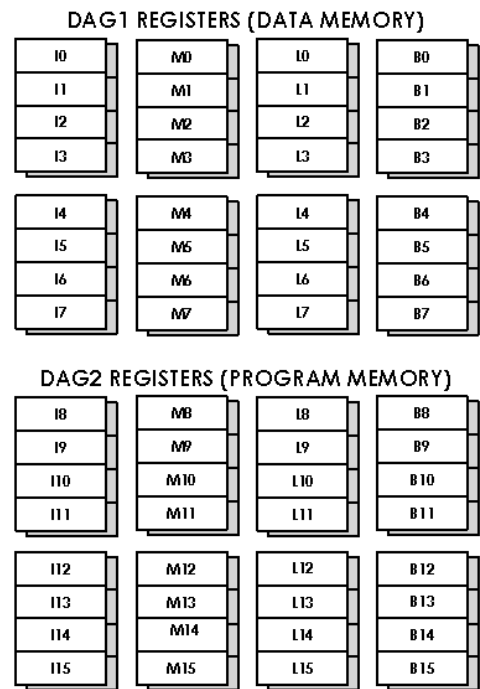 DAG1 REGISTERS (DATA MEMORY)
I0 M0 L0 B0
I1 M1 L1 B1
I2 M2 L2 B2
I3 M3 L3 B3
I4 M4 L4 B4
I5 M5 L5 B5
I6 M6 L6 B6
I7 M7 L7 B7
DAG2 REGISTERS (PROGRAM MEMORY)
I8 M8 L8 B8
I9 M9 L9 B9
I10 M10 L10 B10
I11 M11 L11 B11
I12 M12 L12 B12
I13 M13 L13 B13
I14 M14 L14 B14
I15 M15 L15 B15